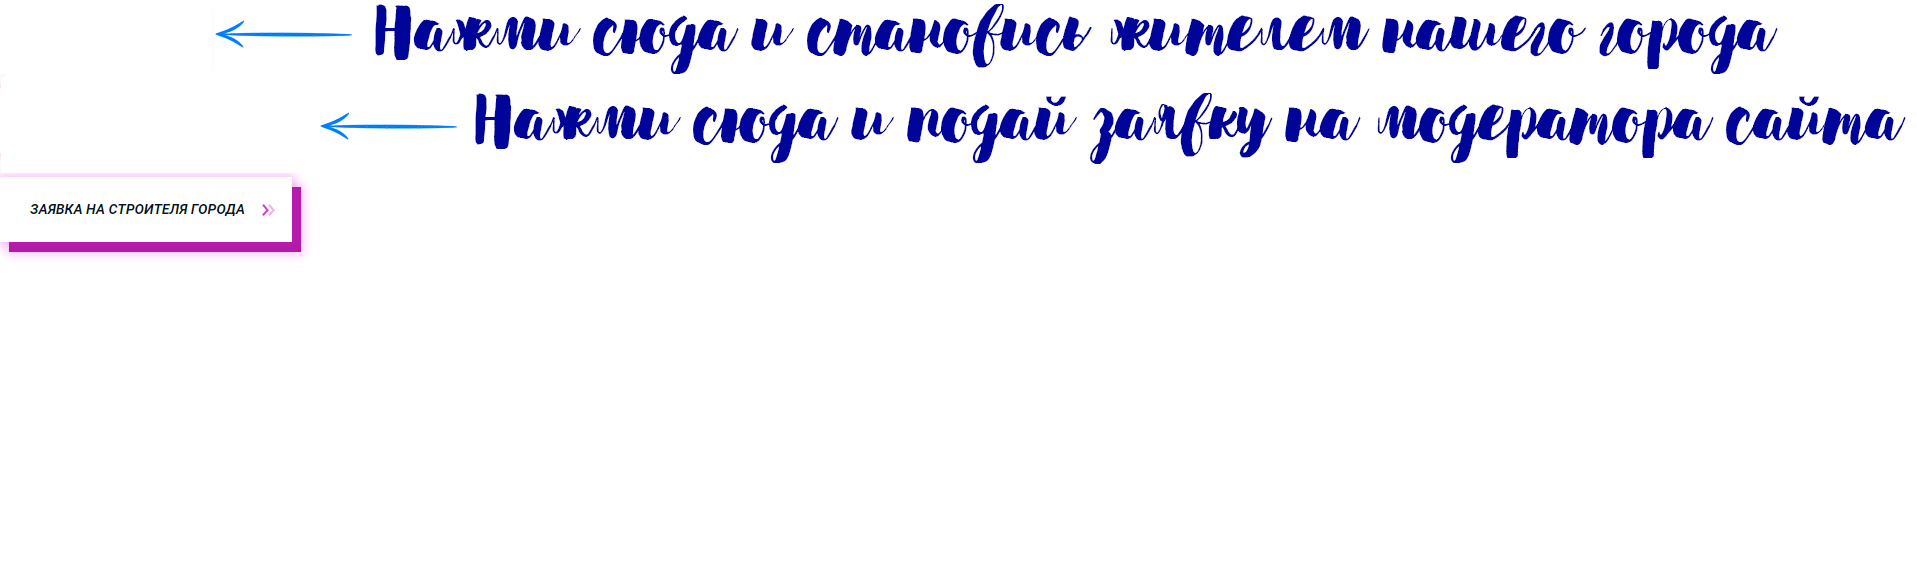 Нажми сюда и становись жителем нашего города
Нажми сюда и подай заявку на модератора сайта
ЗАЯВКА НА СТРОИТЕЛЯ ГОРОДА